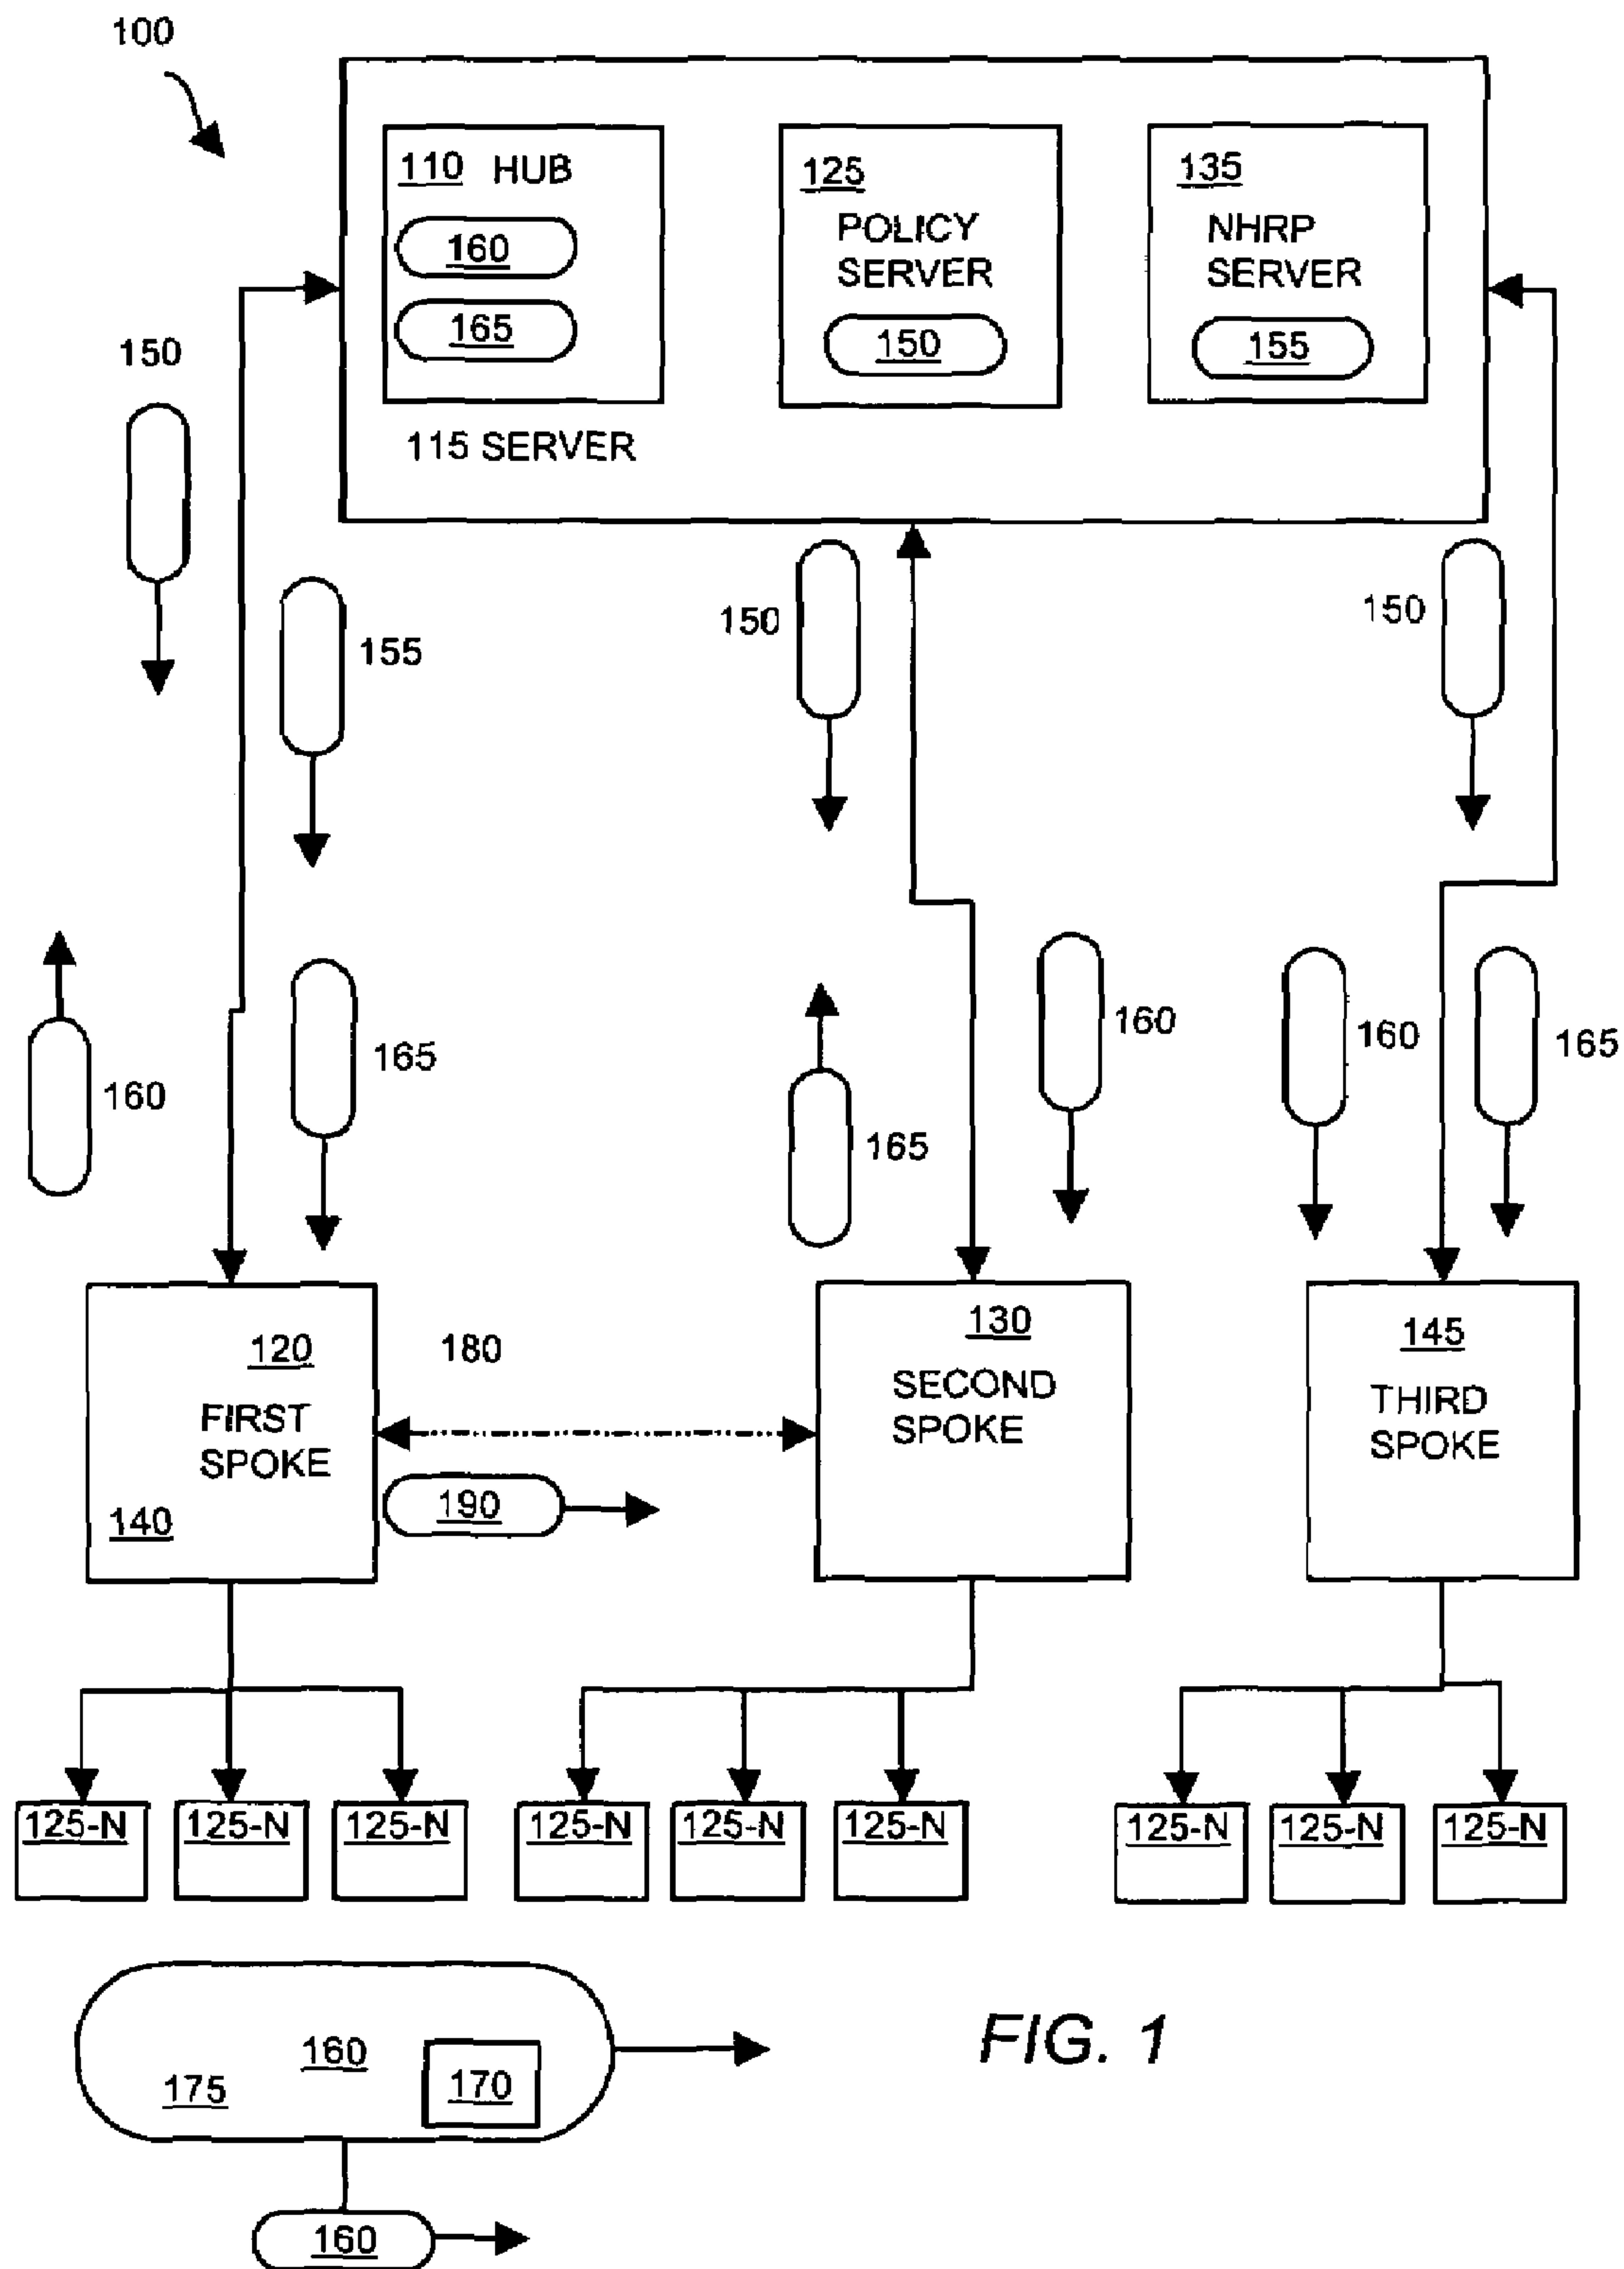 100
110 HUB
160
165
125
POLICY
SERVER
150
135
NHRP
SERVER
155
115 SERVER
150
155
150
150
160
165
165
160
160
165
120
FIRST
SPOKE
140
180
190
130
SECOND
SPOKE
145
THIRD
SPOKE
125-N
125-N
125-N
125-N
125-N
125-N
125-N
125-N
125-N
160
170
175
160
FIG. 1